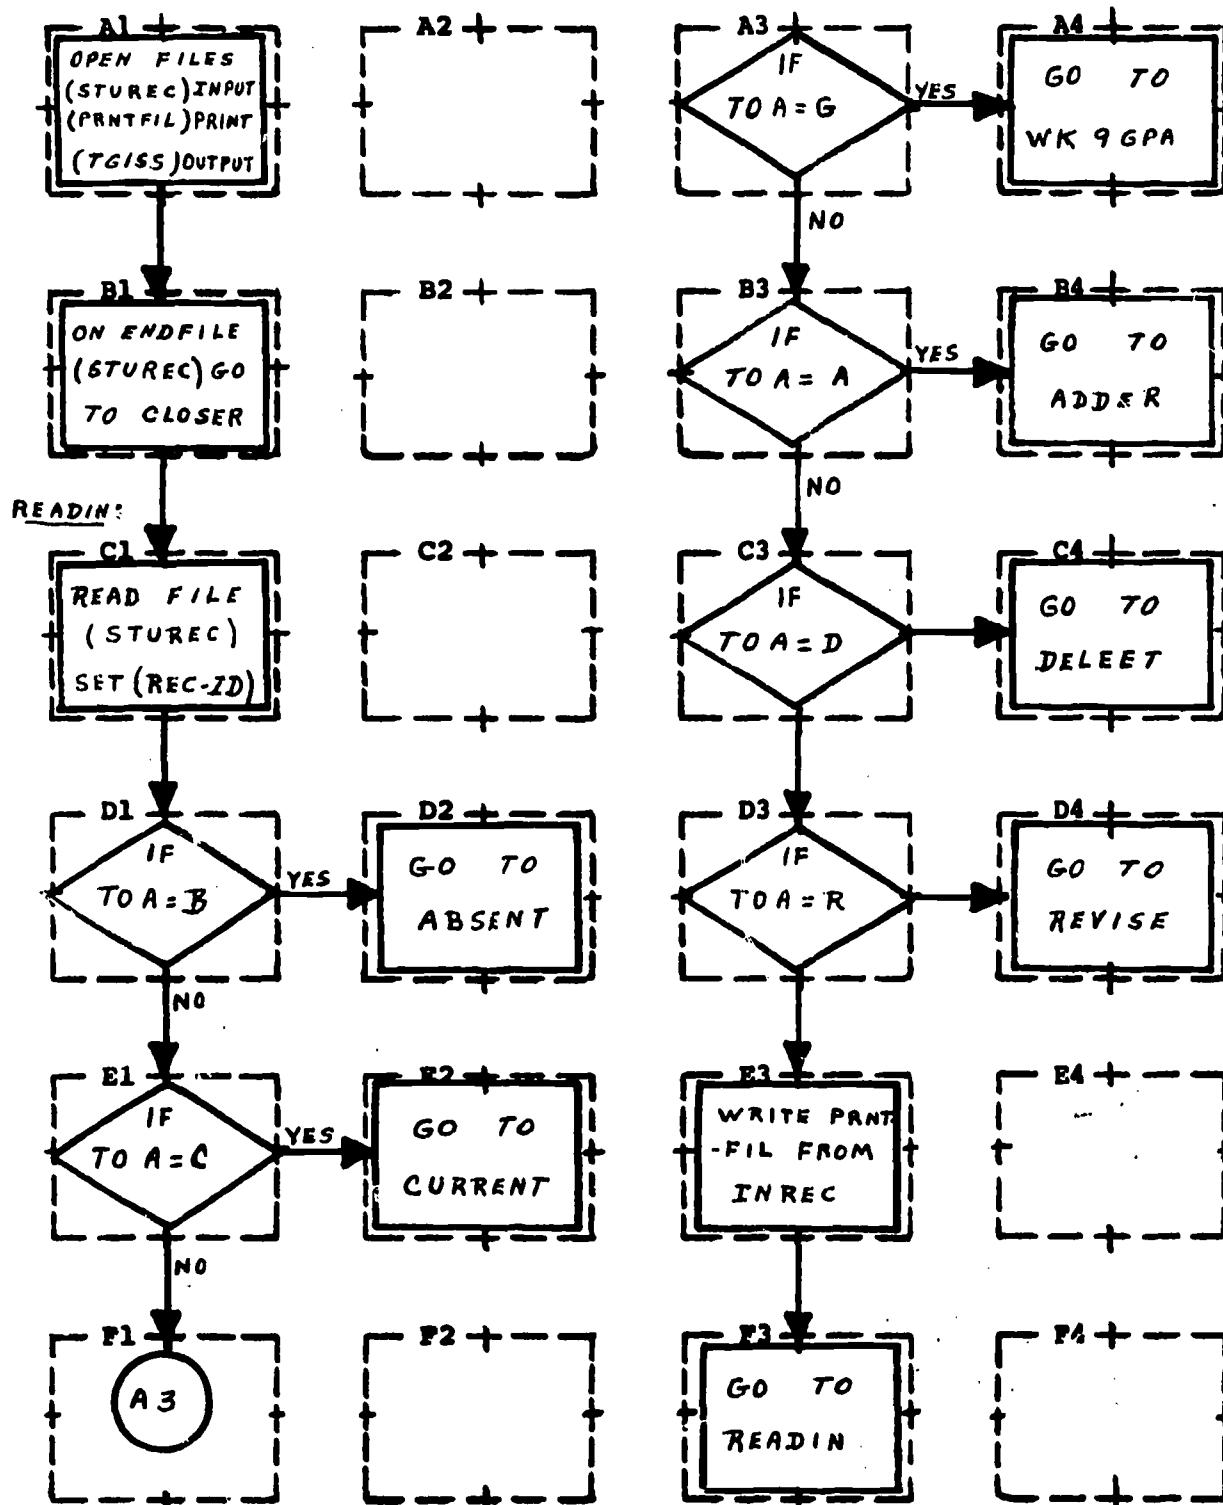 A1
OPEN FILES
(STUREC) INPUT
(PRNTFIL) PRINT
(TGISS) OUTPUT
B1
ON ENDFILE
(STUREC) GO
TO CLOSER
READIN:
C1
READ FILE
(STUREC)
SET (REC-ID)
D1
IF
TO A = B
YES
NO
E1
IF
TO A = C
YES
NO
F1
A3
A2
B2
C2
D2
GO TO
ABSENT
E2
GO TO
CURRENT
F2
A3
IF
TO A = G
YES
NO
B3
IF
TO A = A
YES
NO
C3
IF
TO A = D
D3
IF
TO A = R
E3
WRITE PRNT
-FIL FROM
INREC
F3
GO TO
READIN
A4
GO TO
WK 9 GPA
B4
GO TO
ADDER
C4
GO TO
DELEET
D4
GO TO
REVISE
E4
F4